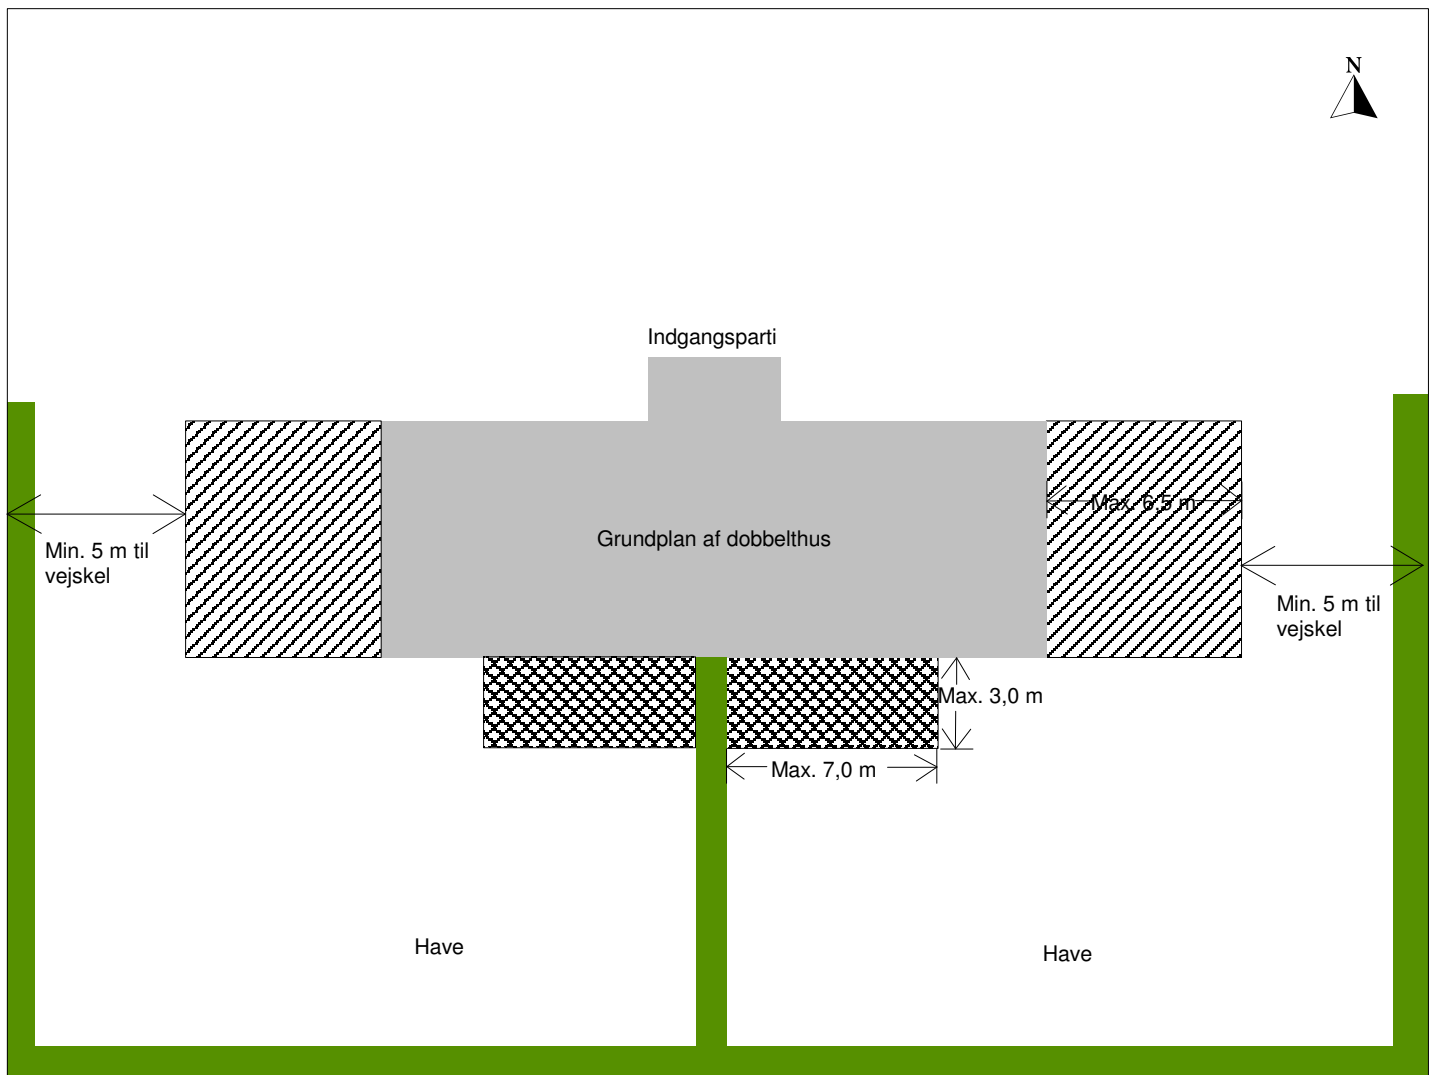 N
Indgangsparti
Max. 6,5 m
Grundplan af dobbelthus
Min. 5 m til
vejskel
Min. 5 m til
vejskel
Max. 3,0 m
Max. 7,0 m
Have
Have